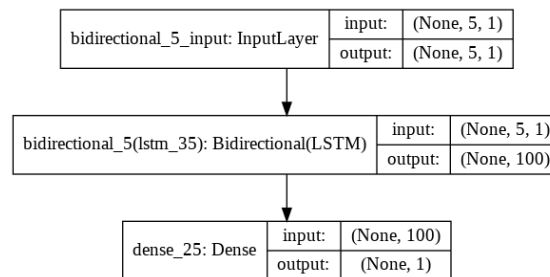 bidirectional_5_input: InputLayer
input: (None, 5, 1)
output: (None, 5, 1)
bidirectional_5(lstm_35): Bidirectional(LSTM)
input: (None, 5, 1)
output: (None, 100)
dense_25: Dense
input: (None, 100)
output: (None, 1)